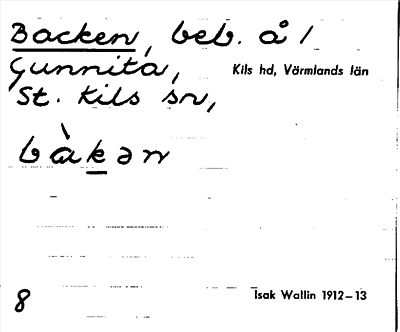 Backen, beb. å /
Gunnita,
Kils hd, Värmlands län
St. Kils sn,
bàkən
8
Isak Wallin 1912–13